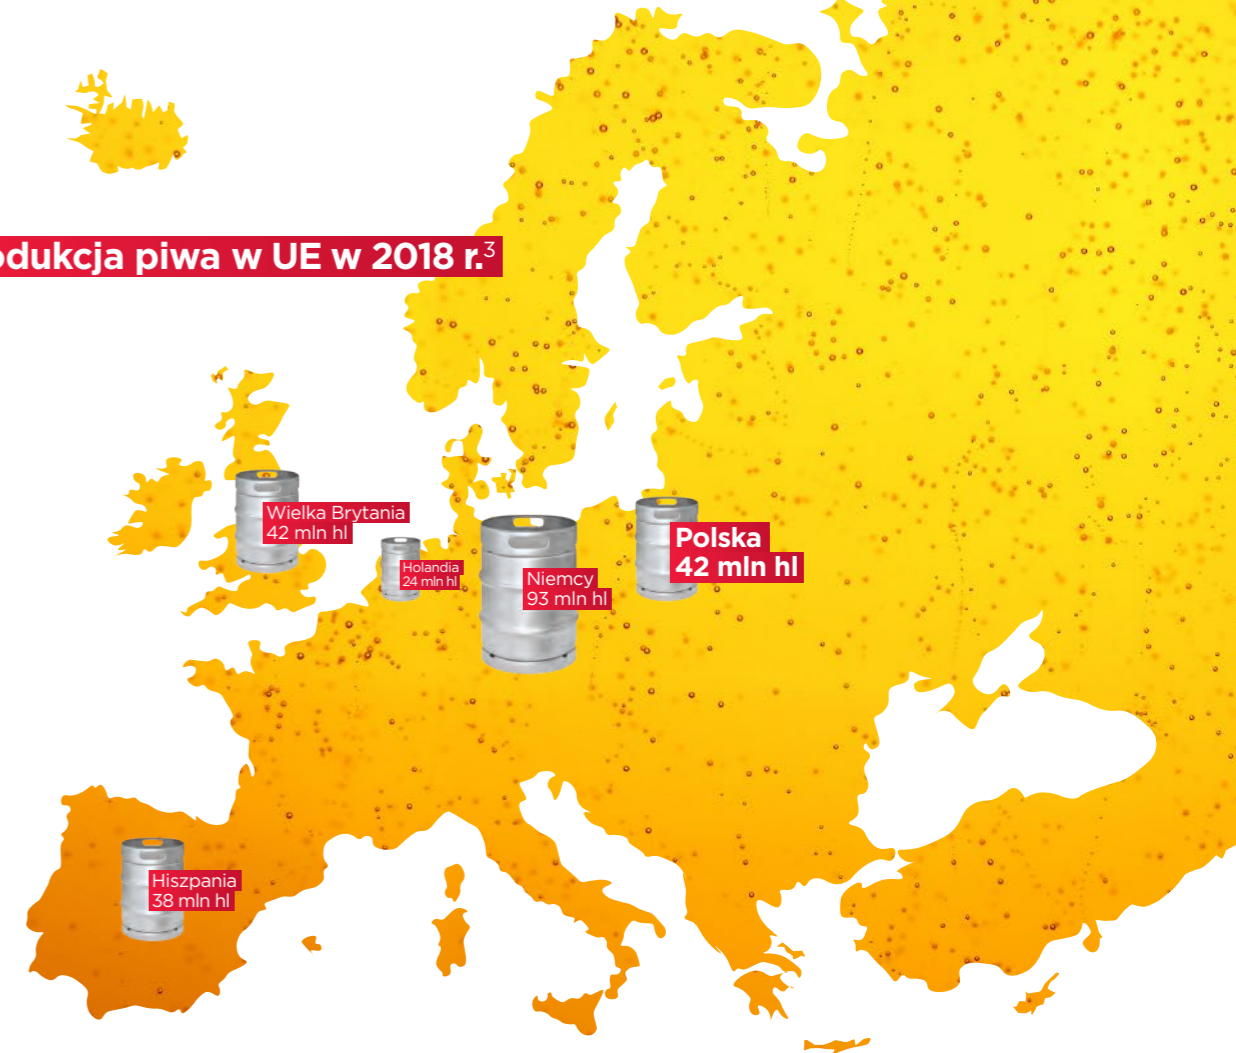 odukcja piwa w UE w 2018 r.3
Wielka Brytania
42 mln hl
Holandia
24 mln hl
Niemcy
93 mln hl
Polska
42 mln hl
Hiszpania
38 mln hl